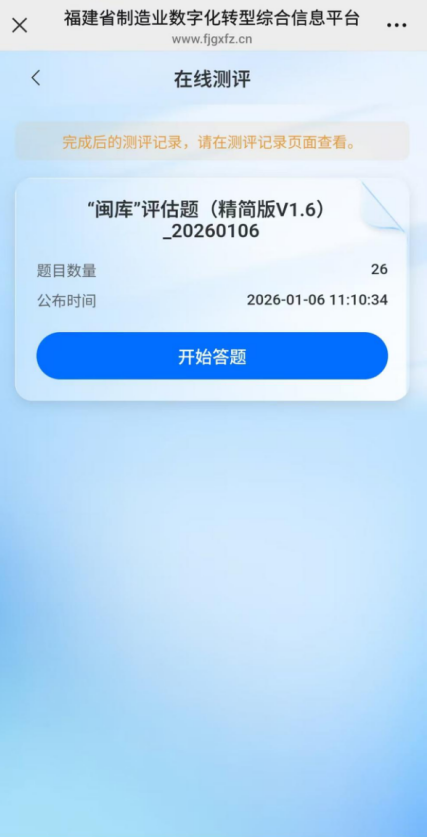 福建省制造业数字化转型综合信息平台
www.fjgxfz.cn
在线测评
完成后的测评记录，请在测评记录页面查看。
“闽库”评估题（精简版V1.6）
_20260106
题目数量 26
公布时间 2026-01-06 11:10:34
开始答题